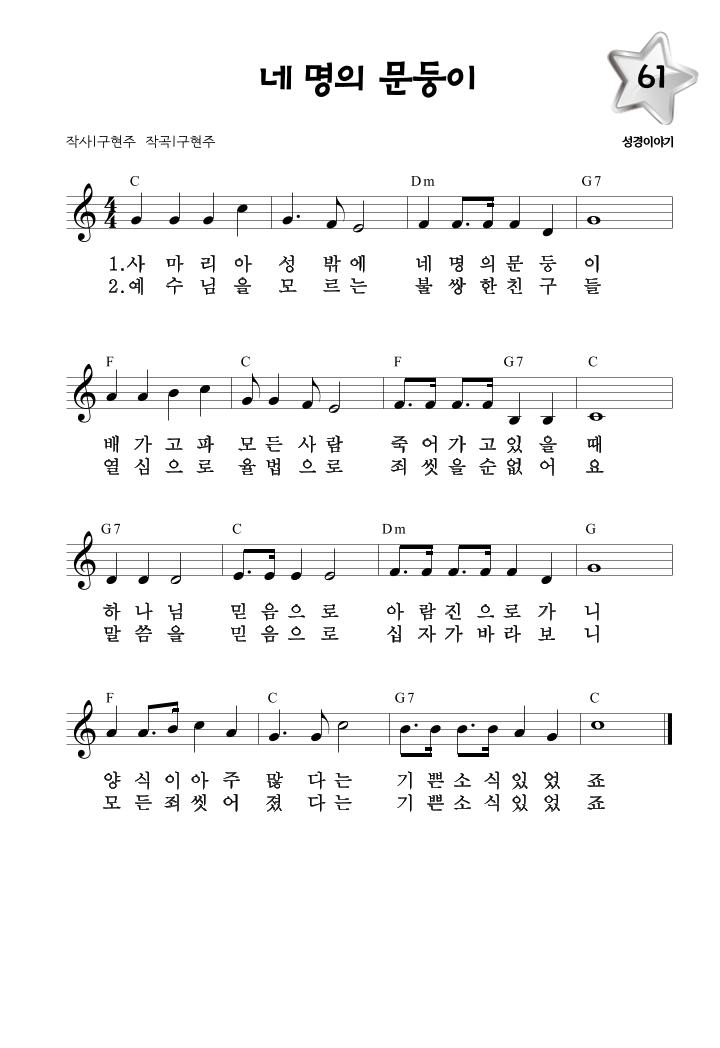 네 명의 문둥이
61
작사|구현주 작곡|구현주
성경이야기
C Dm G7
1.사 마 리 아 성 밖 에 네 명 의 문 둥 이
2.예 수 님 을 모 르 는 불 쌍 한 친 구 들
F C F G7 C
배 가 고 파 모 든 사 람 죽 어 가 고 있 을 때
열 심 으 로 율 법 으 로 죄 씻 을 순 없 어 요
G7 C Dm G
하 나 님 믿 음 으 로 아 람 진 으 로 가 니
말 씀 을 믿 음 으 로 십 자 가 바 라 보 니
F C G7 C
양 식 이 아 주 많 다 는 기 쁜 소 식 있 었 죠
모 든 죄 씻 어 졌 다 는 기 쁜 소 식 있 었 죠